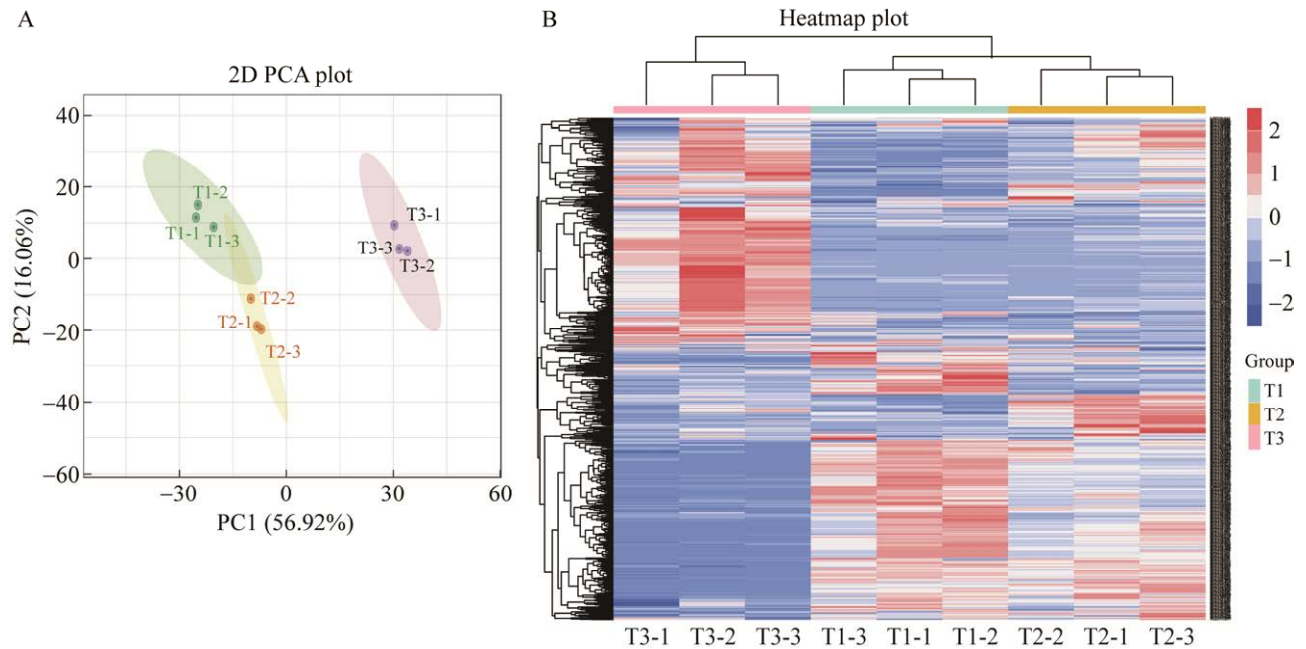 A
2D PCA plot
40
20
0
−20
−40
−60
PC2 (16.06%)
T1-2
T1-1
T1-3
T2-2
T2-1
T2-3
T3-1
T3-3
T3-2
−30
0
30
60
PC1 (56.92%)
B
Heatmap plot
2
1
0
−1
−2
Group
T1
T2
T3
T3-1 T3-2 T3-3 T1-3 T1-1 T1-2 T2-2 T2-1 T2-3